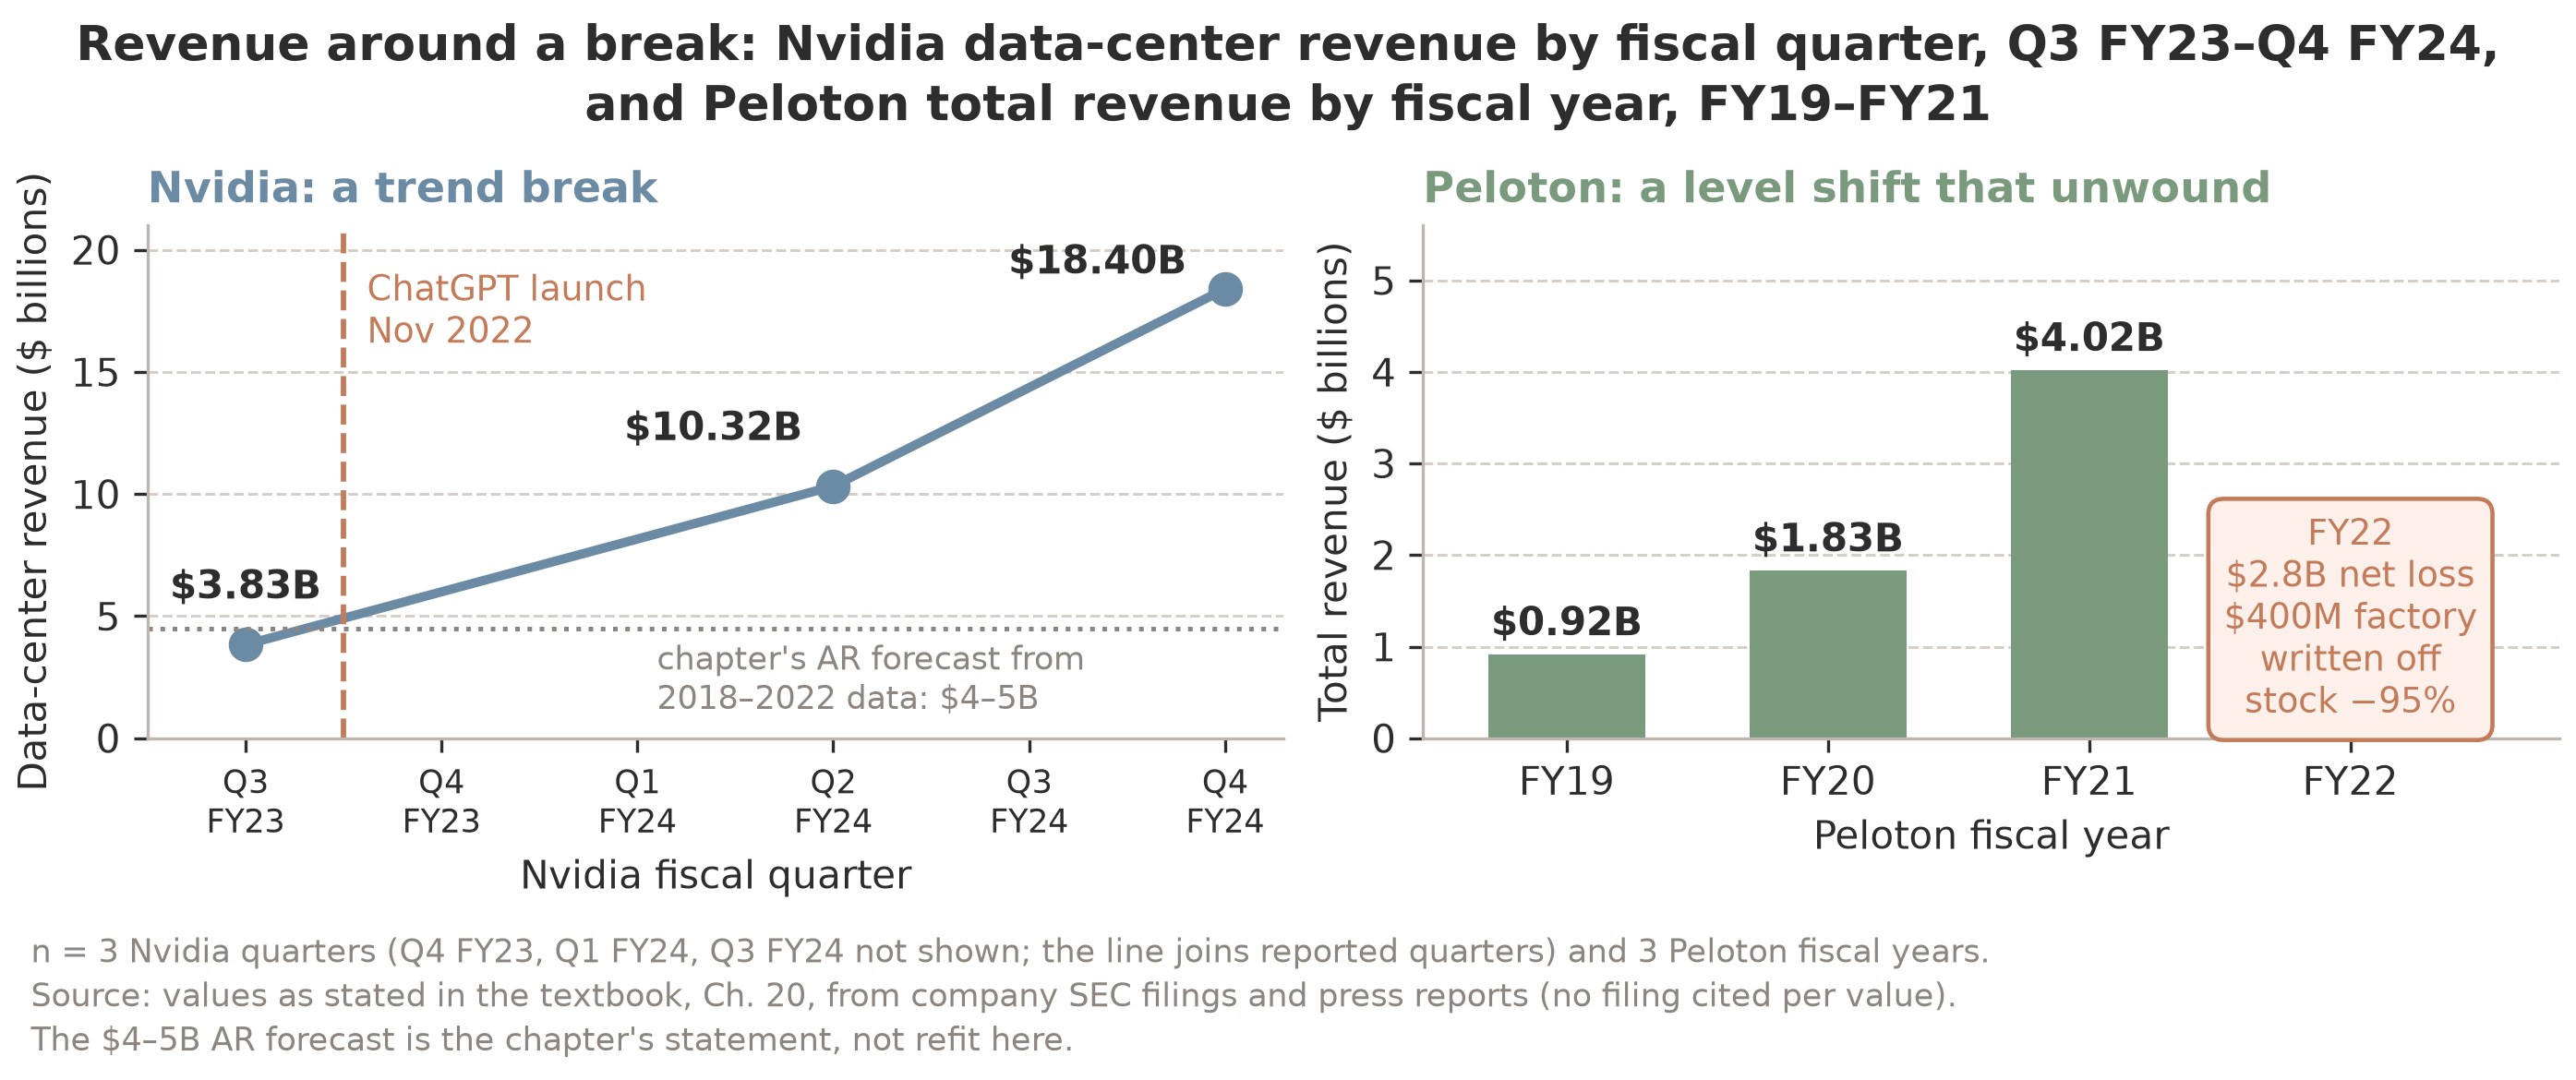 Revenue around a break: Nvidia data-center revenue by fiscal quarter, Q3 FY23–Q4 FY24,
and Peloton total revenue by fiscal year, FY19–FY21
Nvidia: a trend break
Data-center revenue ($ billions)
20
15
10
5
0
ChatGPT launch
Nov 2022
$3.83B
$10.32B
$18.40B
chapter's AR forecast from
2018–2022 data: $4–5B
Q3
FY23
Q4
FY23
Q1
FY24
Q2
FY24
Q3
FY24
Q4
FY24
Nvidia fiscal quarter
Peloton: a level shift that unwound
Total revenue ($ billions)
5
4
3
2
1
0
$0.92B
$1.83B
$4.02B
FY22
$2.8B net loss
$400M factory
written off
stock −95%
FY19
FY20
FY21
FY22
Peloton fiscal year
n = 3 Nvidia quarters (Q4 FY23, Q1 FY24, Q3 FY24 not shown; the line joins reported quarters) and 3 Peloton fiscal years.
Source: values as stated in the textbook, Ch. 20, from company SEC filings and press reports (no filing cited per value).
The $4–5B AR forecast is the chapter's statement, not refit here.